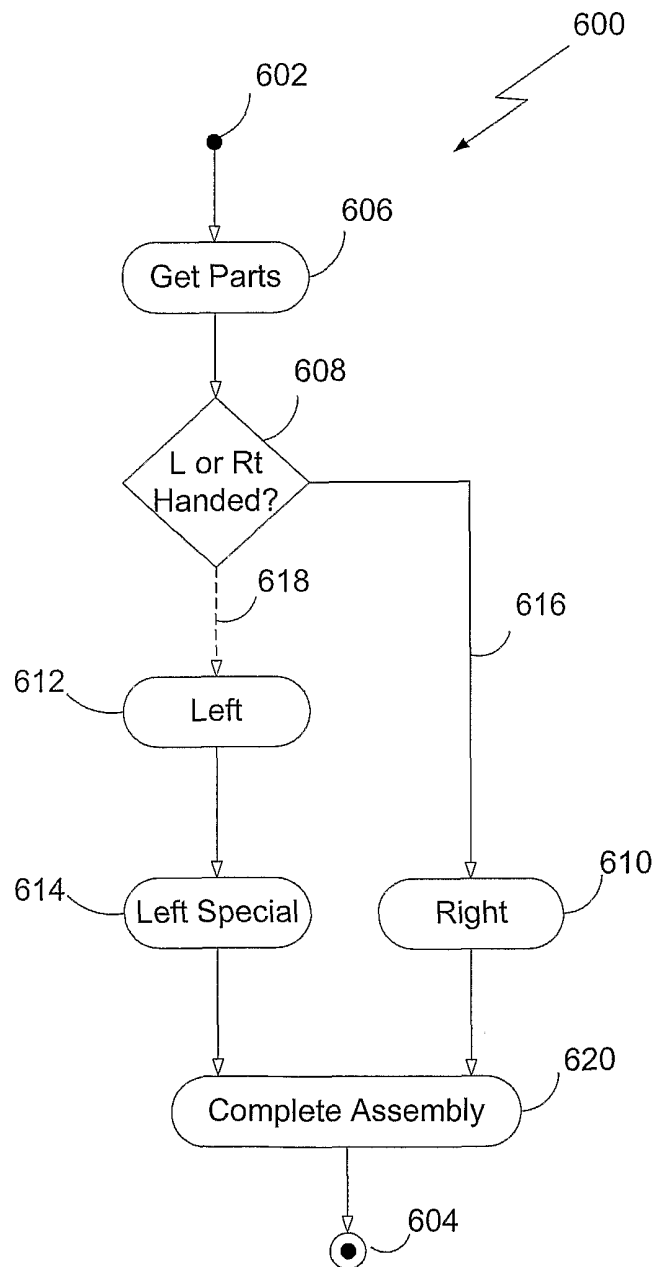 600
602
606
Get Parts
608
L or Rt
Handed?
618
616
612
Left
614
Left Special
610
Right
620
Complete Assembly
604